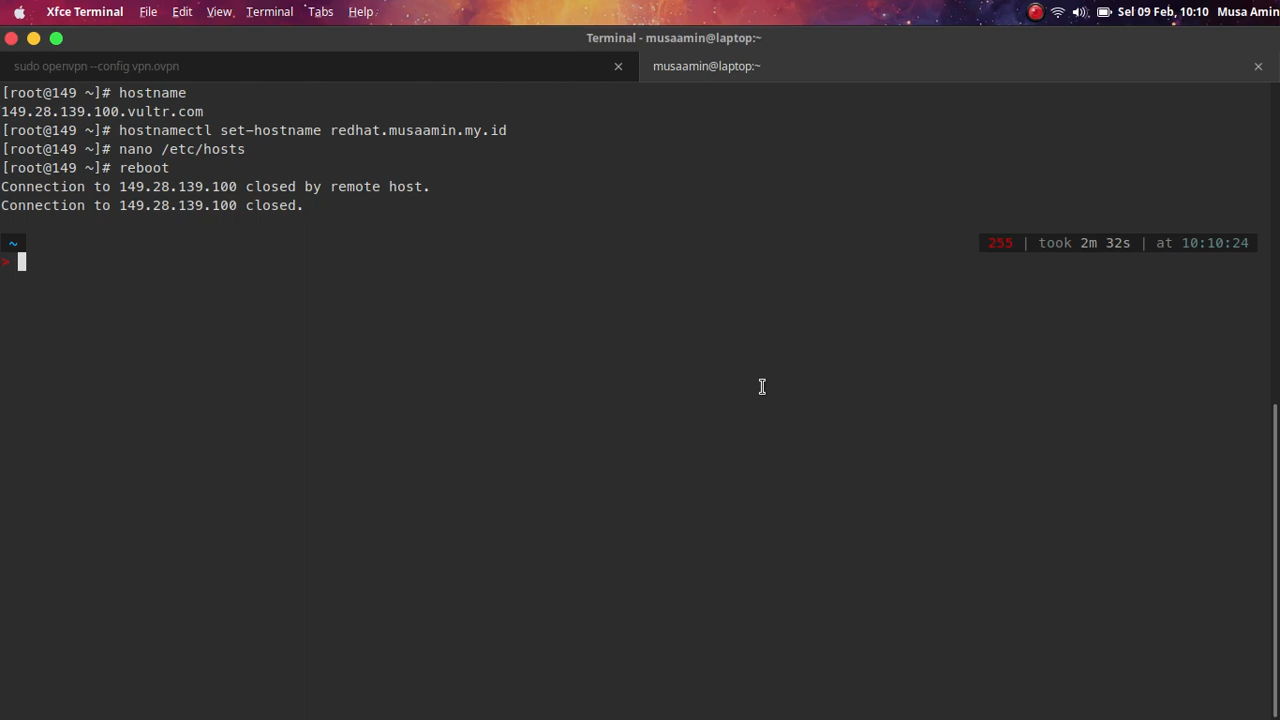 Xfce Terminal File Edit View Terminal Tabs Help Sel 09 Feb, 10:10 Musa Amin
Terminal - musaamin@laptop:~
sudo openvpn --config vpn.ovpn × musaamin@laptop:~ ×
[root@149 ~]# hostname
149.28.139.100.vultr.com
[root@149 ~]# hostnamectl set-hostname redhat.musaamin.my.id
[root@149 ~]# nano /etc/hosts
[root@149 ~]# reboot
Connection to 149.28.139.100 closed by remote host.
Connection to 149.28.139.100 closed.
~ 255 | took 2m 32s | at 10:10:24
>